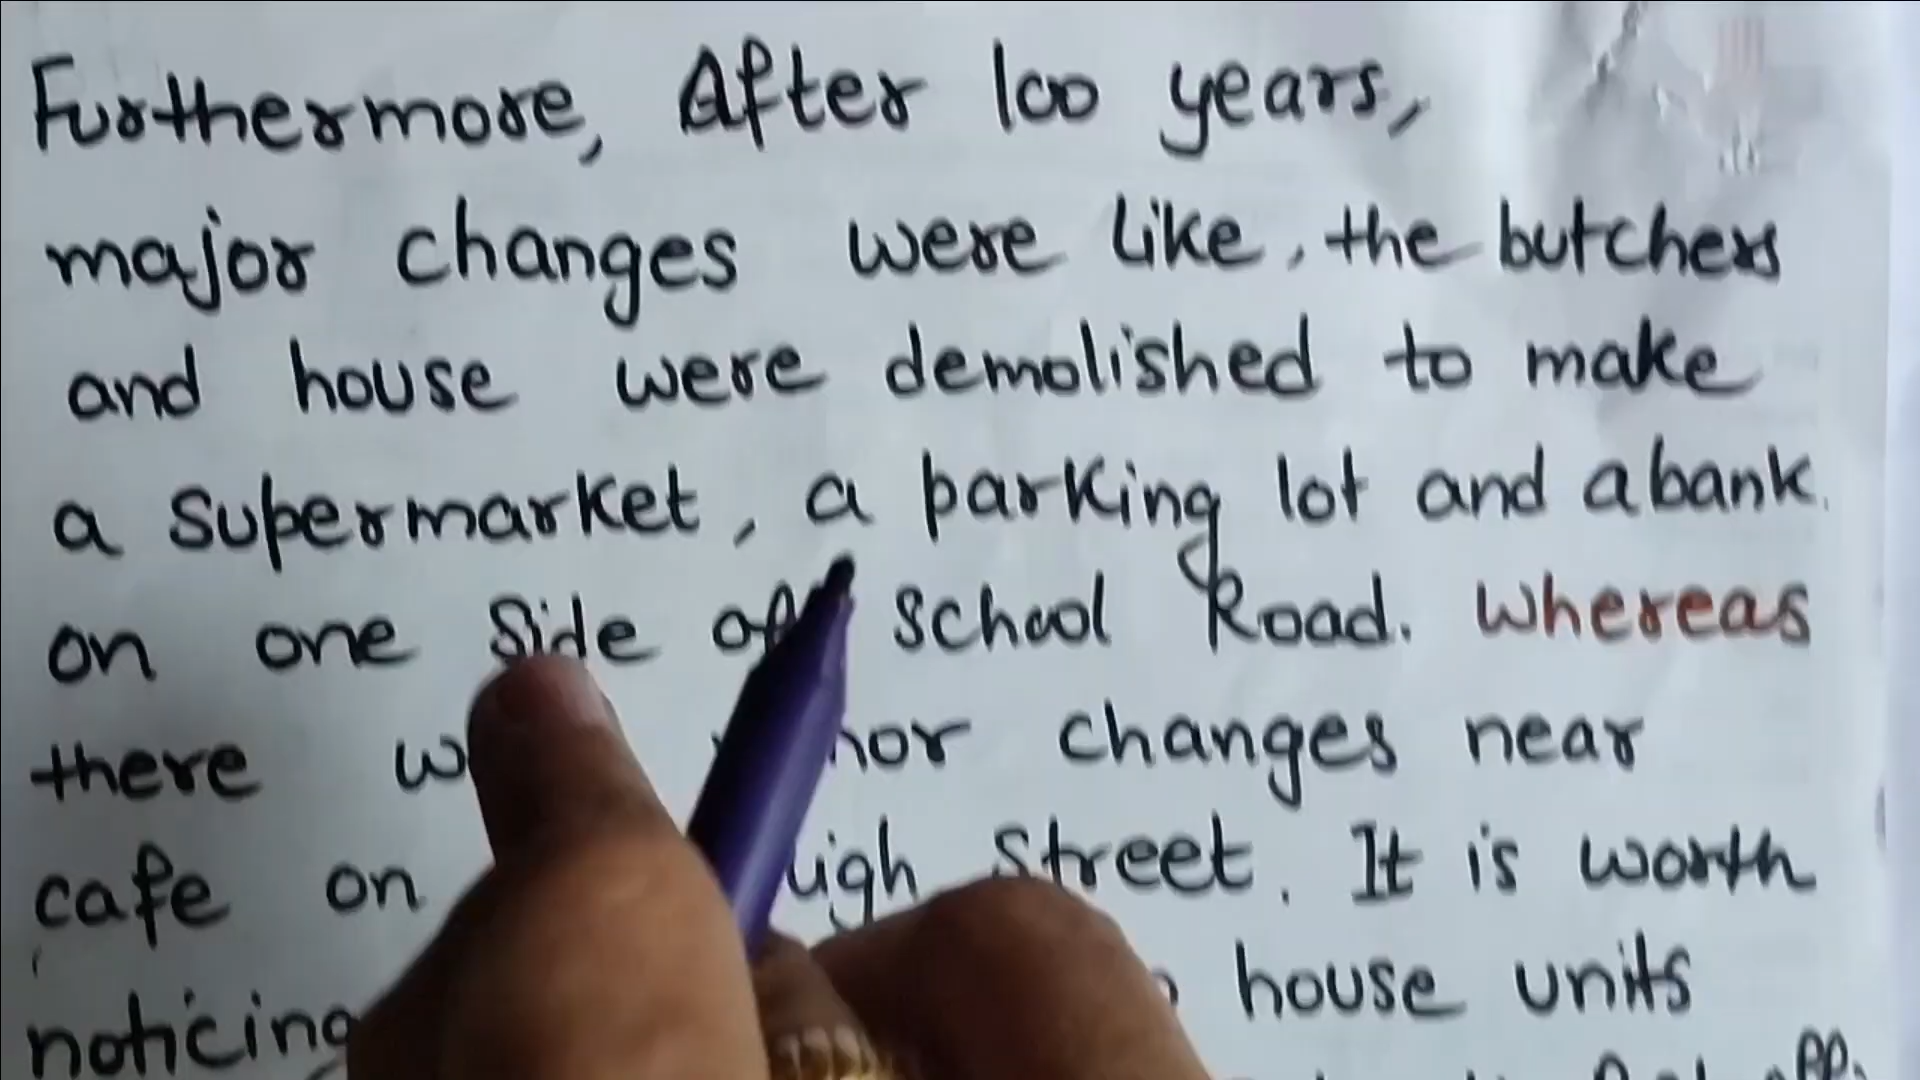 Furthermore, After 100 years,
major changes were like, the butchers
and house were demolished to make
a supermarket, a parking lot and a bank.
on one side of school Road. Whereas
there changes near
cafe on Street. It is worth
noticing house units